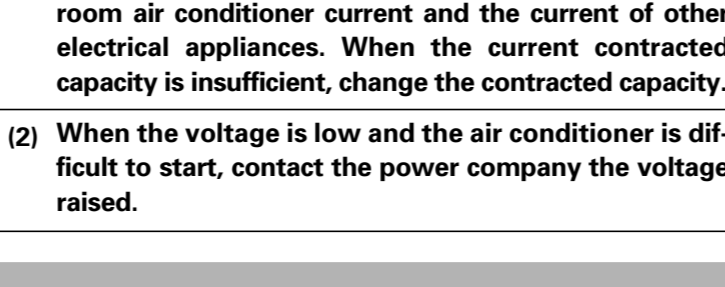 room air conditioner current and the current of other
electrical appliances. When the current contracted
capacity is insufficient, change the contracted capacity.
(2) When the voltage is low and the air conditioner is dif-
ficult to start, contact the power company the voltage
raised.